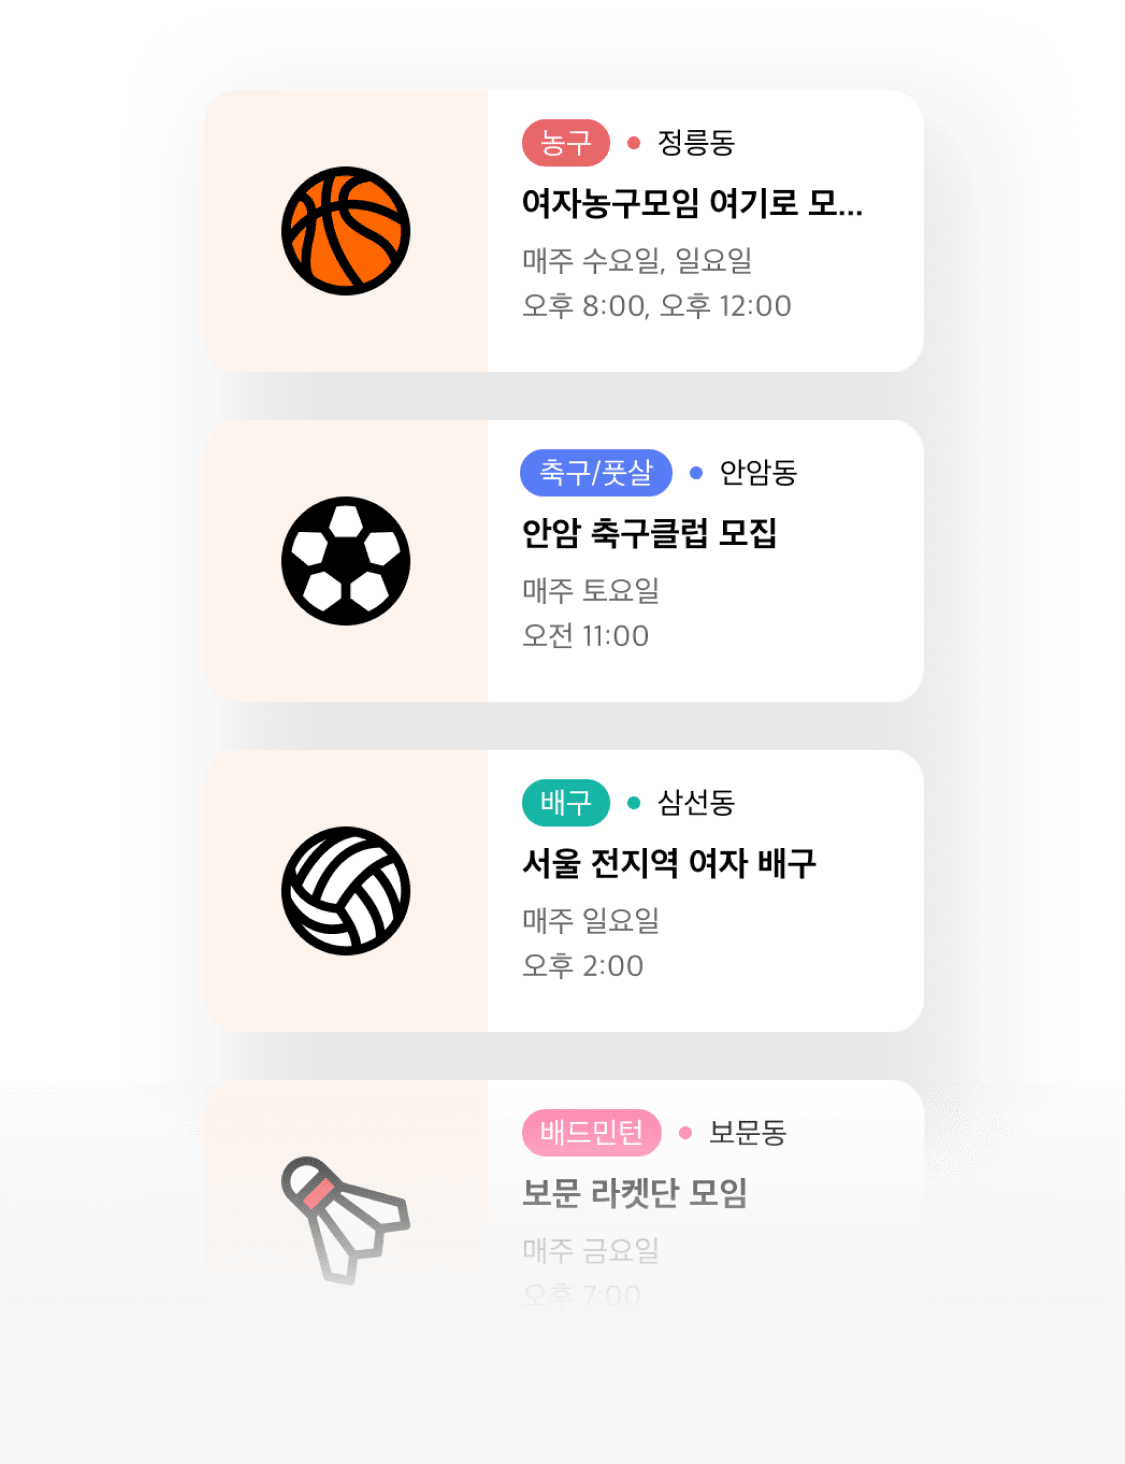 농구 • 정릉동
여자농구모임 여기로 모...
매주 수요일, 일요일
오후 8:00, 오후 12:00
축구/풋살 • 안암동
안암 축구클럽 모집
매주 토요일
오전 11:00
배구 • 삼선동
서울 전지역 여자 배구
매주 일요일
오후 2:00
배드민턴 • 보문동
보문 라켓단 모임
매주 금요일
오후 7:00